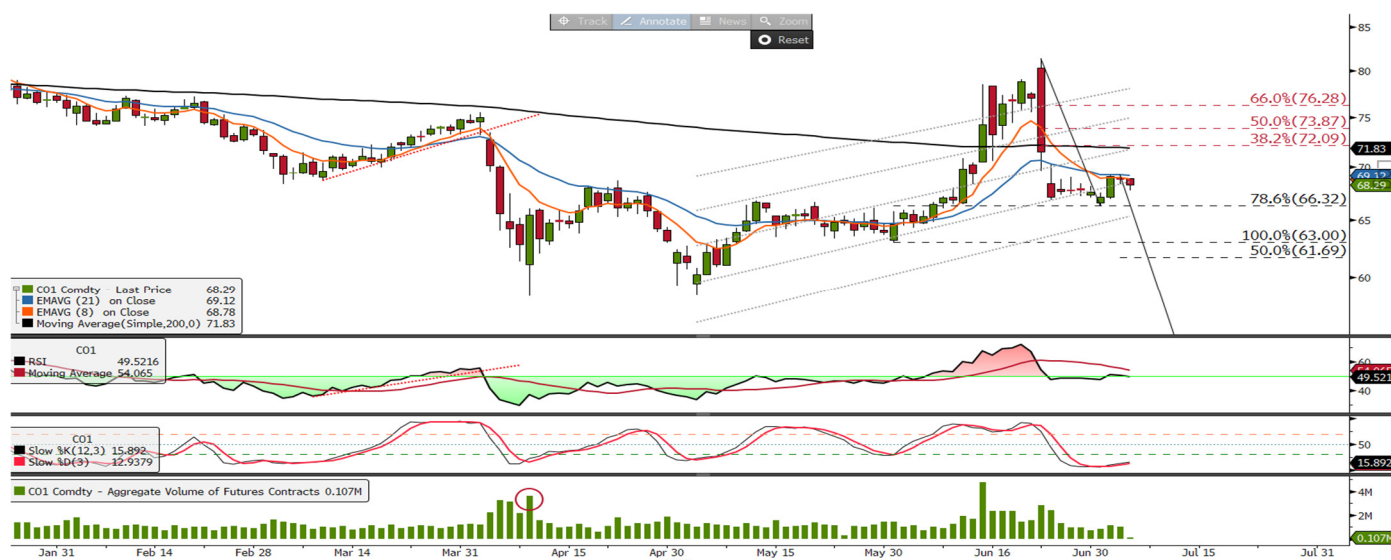 Track Annotate News Zoom
Reset
85
80
75
70
65
60
66.0%(76.28)
50.0%(73.87)
38.2%(72.09)
71.83
69.12
68.29
78.6%(66.32)
100.0%(63.00)
50.0%(61.69)
CO1 Comdty - Last Price 68.29
EMAVG (21) on Close 69.12
EMAVG (8) on Close 68.78
Moving Average(Simple,200,0) 71.83
CO1
RSI 49.5216
Moving Average 54.065
60
54.065
49.521
40
CO1
Slow %K(12,3) 15.892
Slow %D(3) 12.9379
50
15.892
CO1 Comdty - Aggregate Volume of Futures Contracts 0.107M
4M
2M
0.107M
Jan 31 Feb 14 Feb 28 Mar 14 Mar 31 Apr 15 Apr 30 May 15 May 30 Jun 16 Jun 30 Jul 15 Jul 31